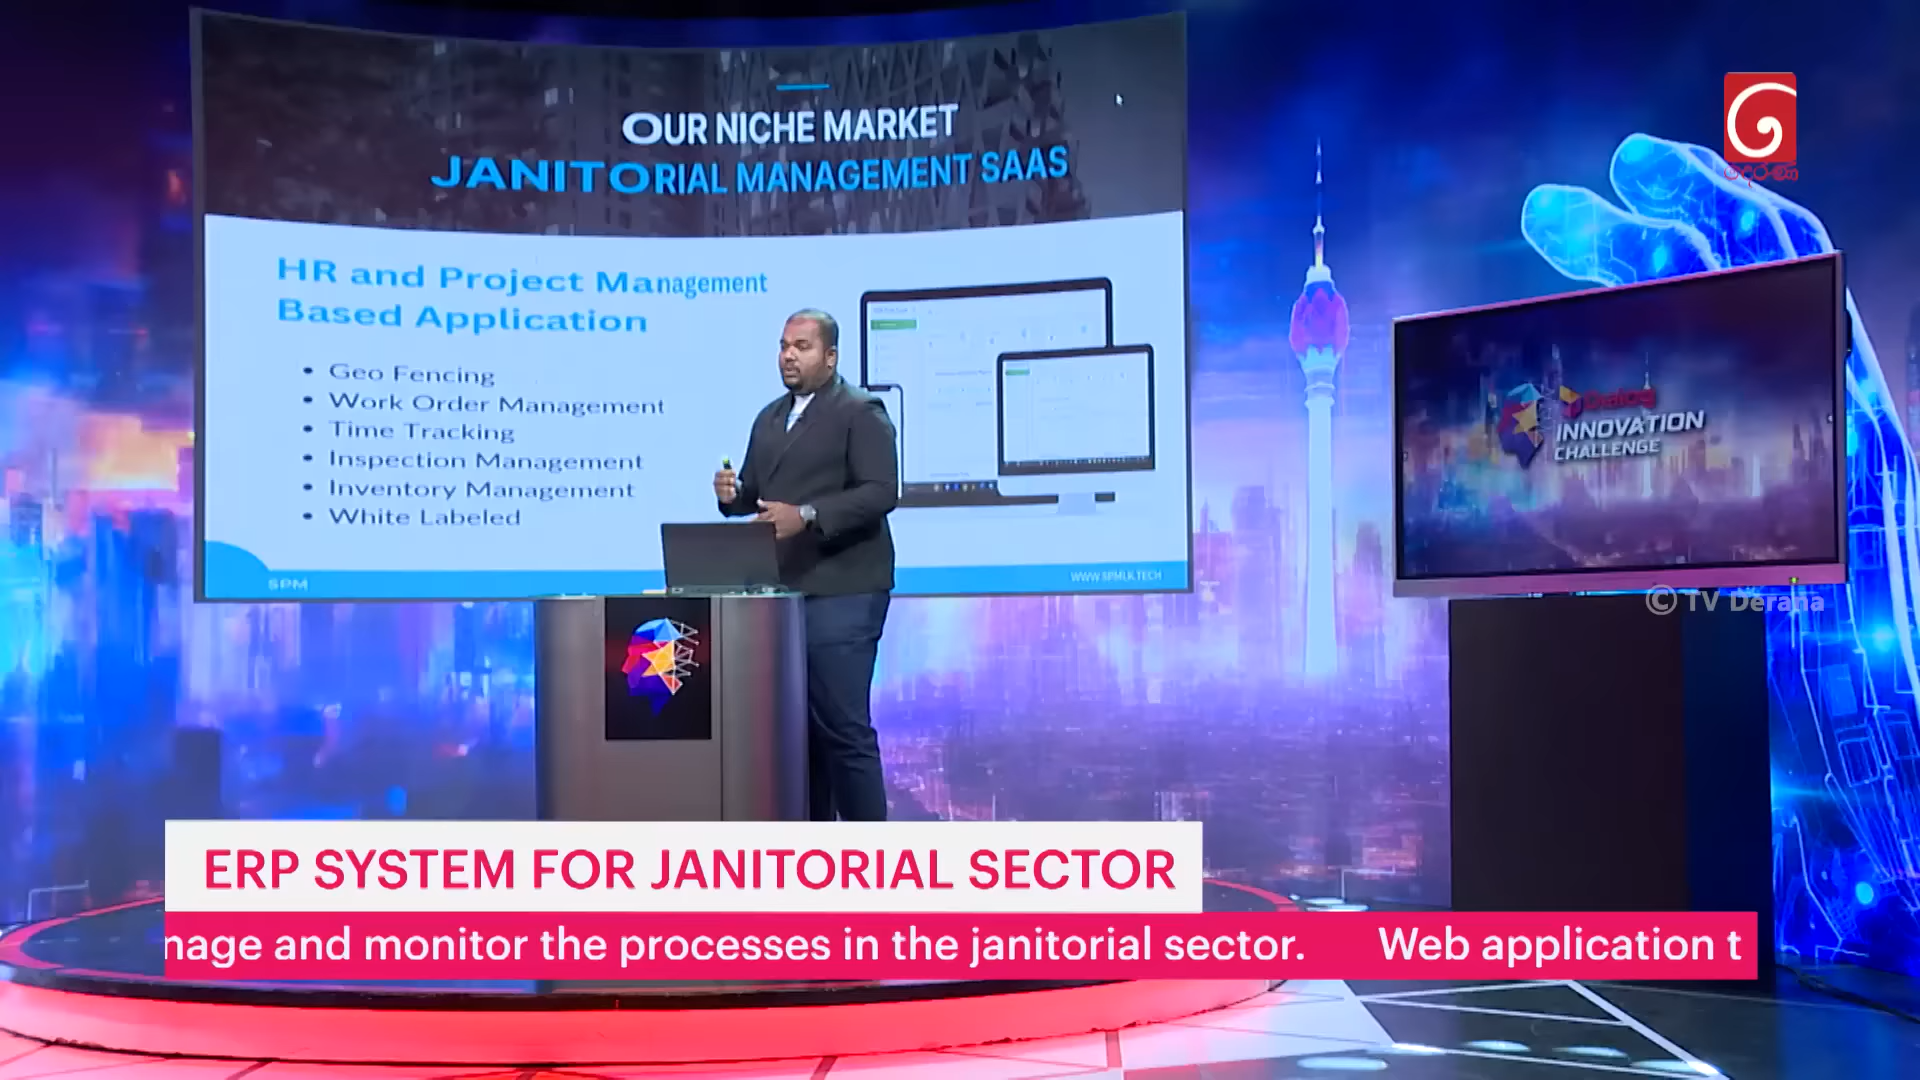 OUR NICHE MARKET
JANITORIAL MANAGEMENT SAAS
HR and Project Management
Based Application
• Geo Fencing
• Work Order Management
• Time Tracking
• Inspection Management
• Inventory Management
• White Labeled
SPM
WWW.SPMLK.TECH
දෙරණ
Dialog
INNOVATION
CHALLENGE
© TV Derana
ERP SYSTEM FOR JANITORIAL SECTOR
nage and monitor the processes in the janitorial sector. Web application t